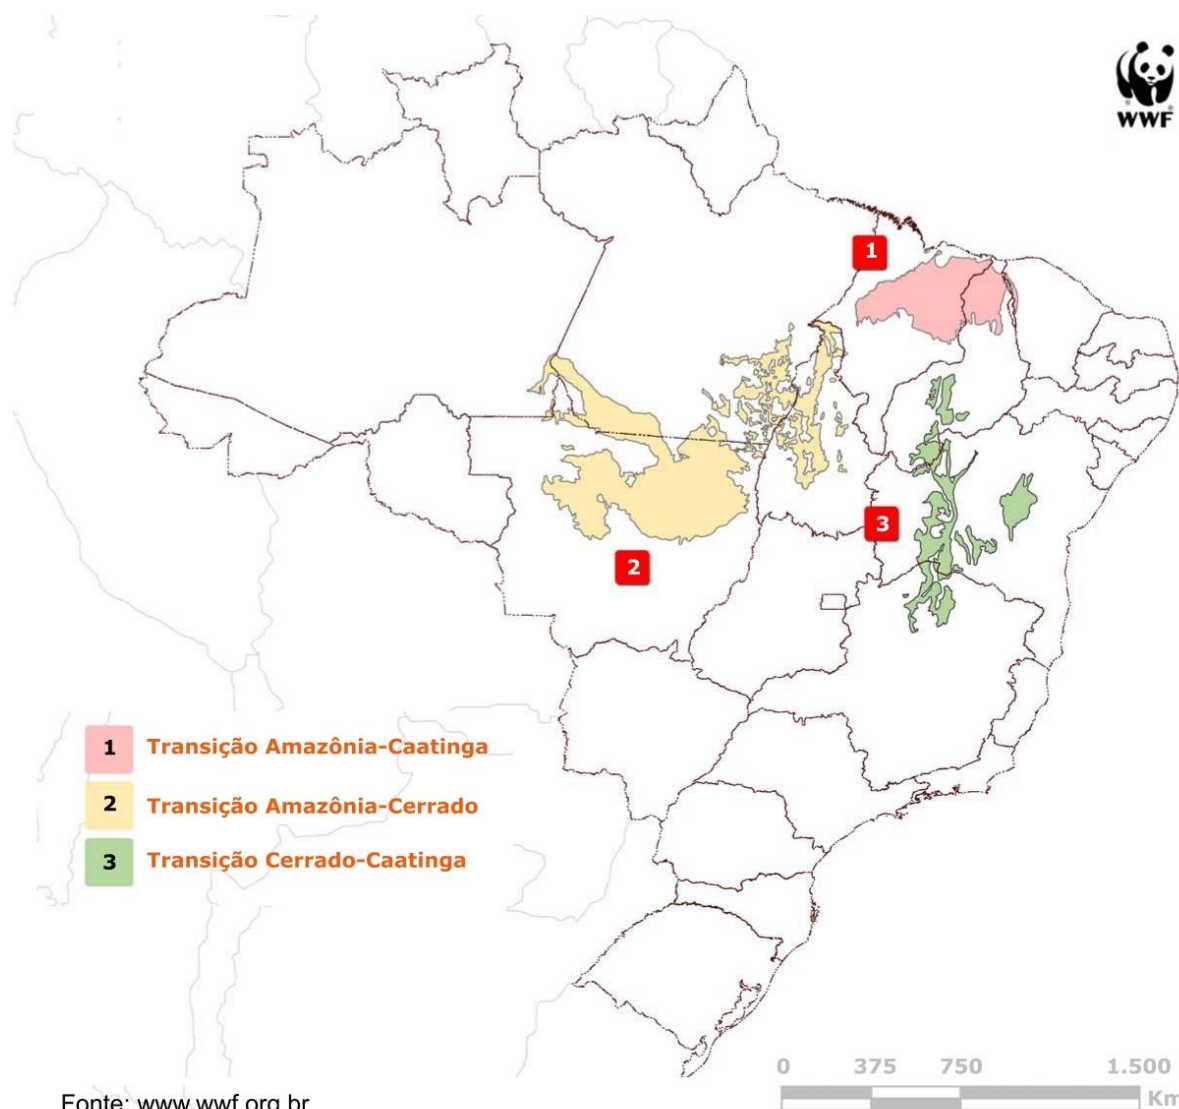 WWF
1
2
3
1 Transição Amazônia-Caatinga
2 Transição Amazônia-Cerrado
3 Transição Cerrado-Caatinga
0 375 750 1.500
Km
Fonte: www.wwf.org.br